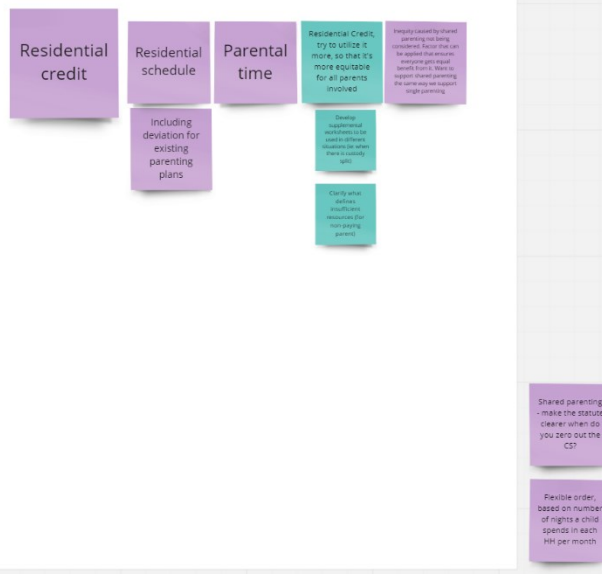 Residential
credit
Residential
schedule
Parental
time
Residential Credit,
try to utilize it
more, so that it's
more equitable
for all parents
involved
Inequity caused by shared
parenting not being
considered. Factor that can
be applied that ensures
everyone gets equal
benefit from it. Want to
support shared parenting
the same way we support
single parenting.
Including
deviation for
existing
parenting
plans
Develop
supplemental
worksheets to be
used in different
situations (ie when
there is custody
split)
Clarify what
defines
insufficient
resources (for
non-paying
parent)
Shared parenting
- make the statute
clearer when do
you zero out the
CS?
Flexible order,
based on number
of nights a child
spends in each
HH per month